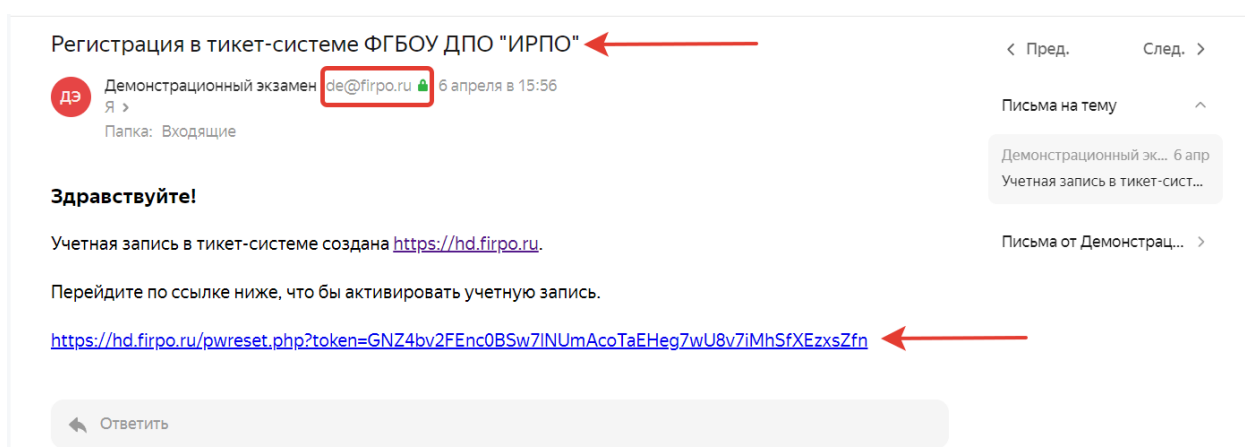 Регистрация в тикет-системе ФГБОУ ДПО "ИРПО"
ДЭ
Демонстрационный экзамен de@firpo.ru 6 апреля в 15:56
Я >
Папка: Входящие
Здравствуйте!
Учетная запись в тикет-системе создана https://hd.firpo.ru.
Перейдите по ссылке ниже, что бы активировать учетную запись.
https://hd.firpo.ru/pwreset.php?token=GNZ4bv2FEnc0BSw7lNUmAcoTaEHeg7wU8v7iMhSfXEzxsZfn
Ответить
< Пред. След. >
Письма на тему
Демонстрационный эк... 6 апр
Учетная запись в тикет-сист...
Письма от Демонстрац... >